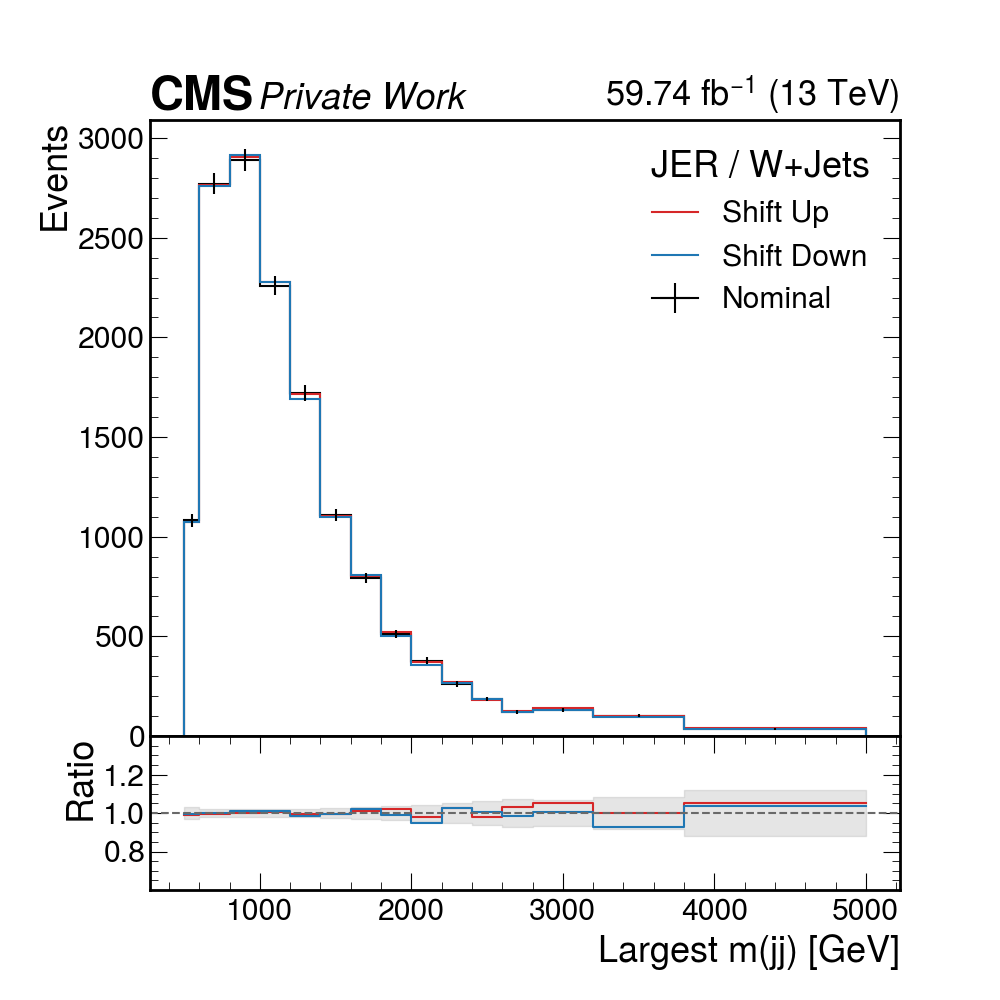 CMS Private Work 59.74 fb⁻¹ (13 TeV)
Events
3000
2500
2000
1500
1000
500
0
JER / W+Jets
Shift Up
Shift Down
Nominal
Ratio
1.2
1.0
0.8
1000 2000 3000 4000 5000
Largest m(jj) [GeV]